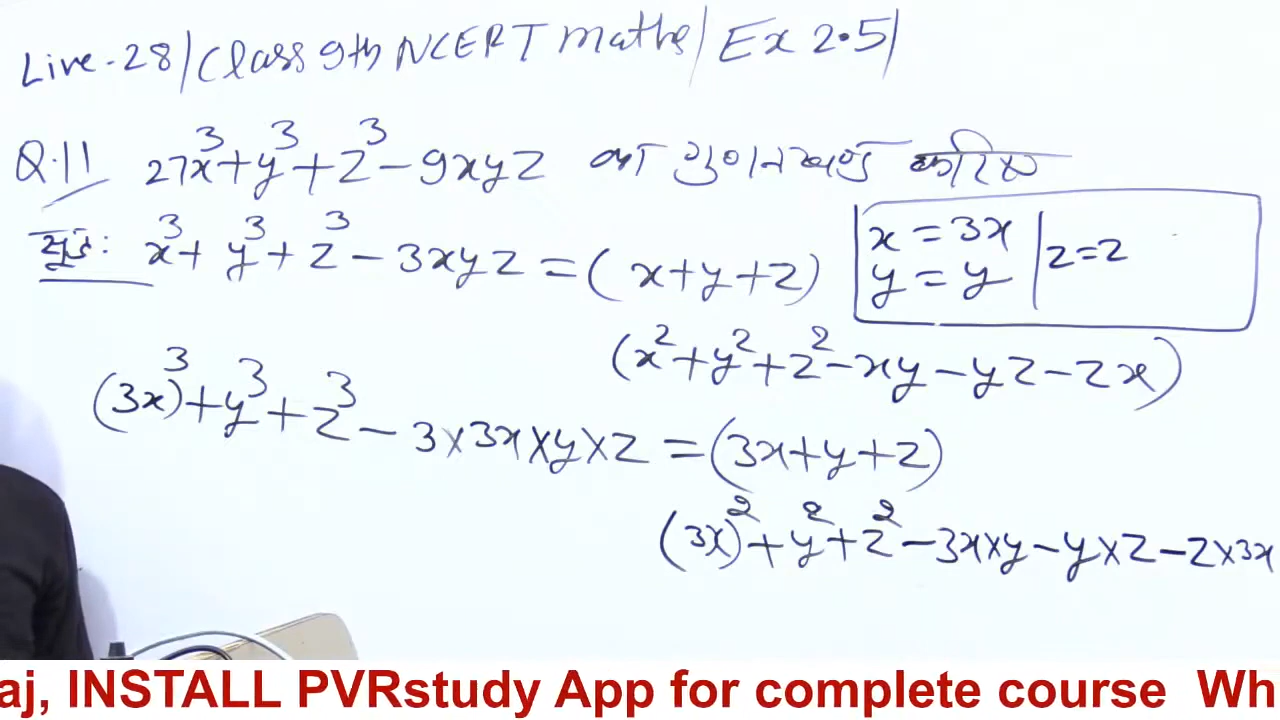 Live-28/Class 9th NCERT maths/Ex 2.5/
Q.11 27x³+y³+z³-9xyz का गुणनखण्ड करिए
सूत्र: x³+y³+z³-3xyz=(x+y+z)
(x²+y²+z²-xy-yz-zx)
x=3x
y=y
z=z
(3x)³+y³+z³-3×3x×y×z=(3x+y+z)
(3x)²+y²+z²-3x×y-y×z-z×3x
aj, INSTALL PVRstudy App for complete course Wh